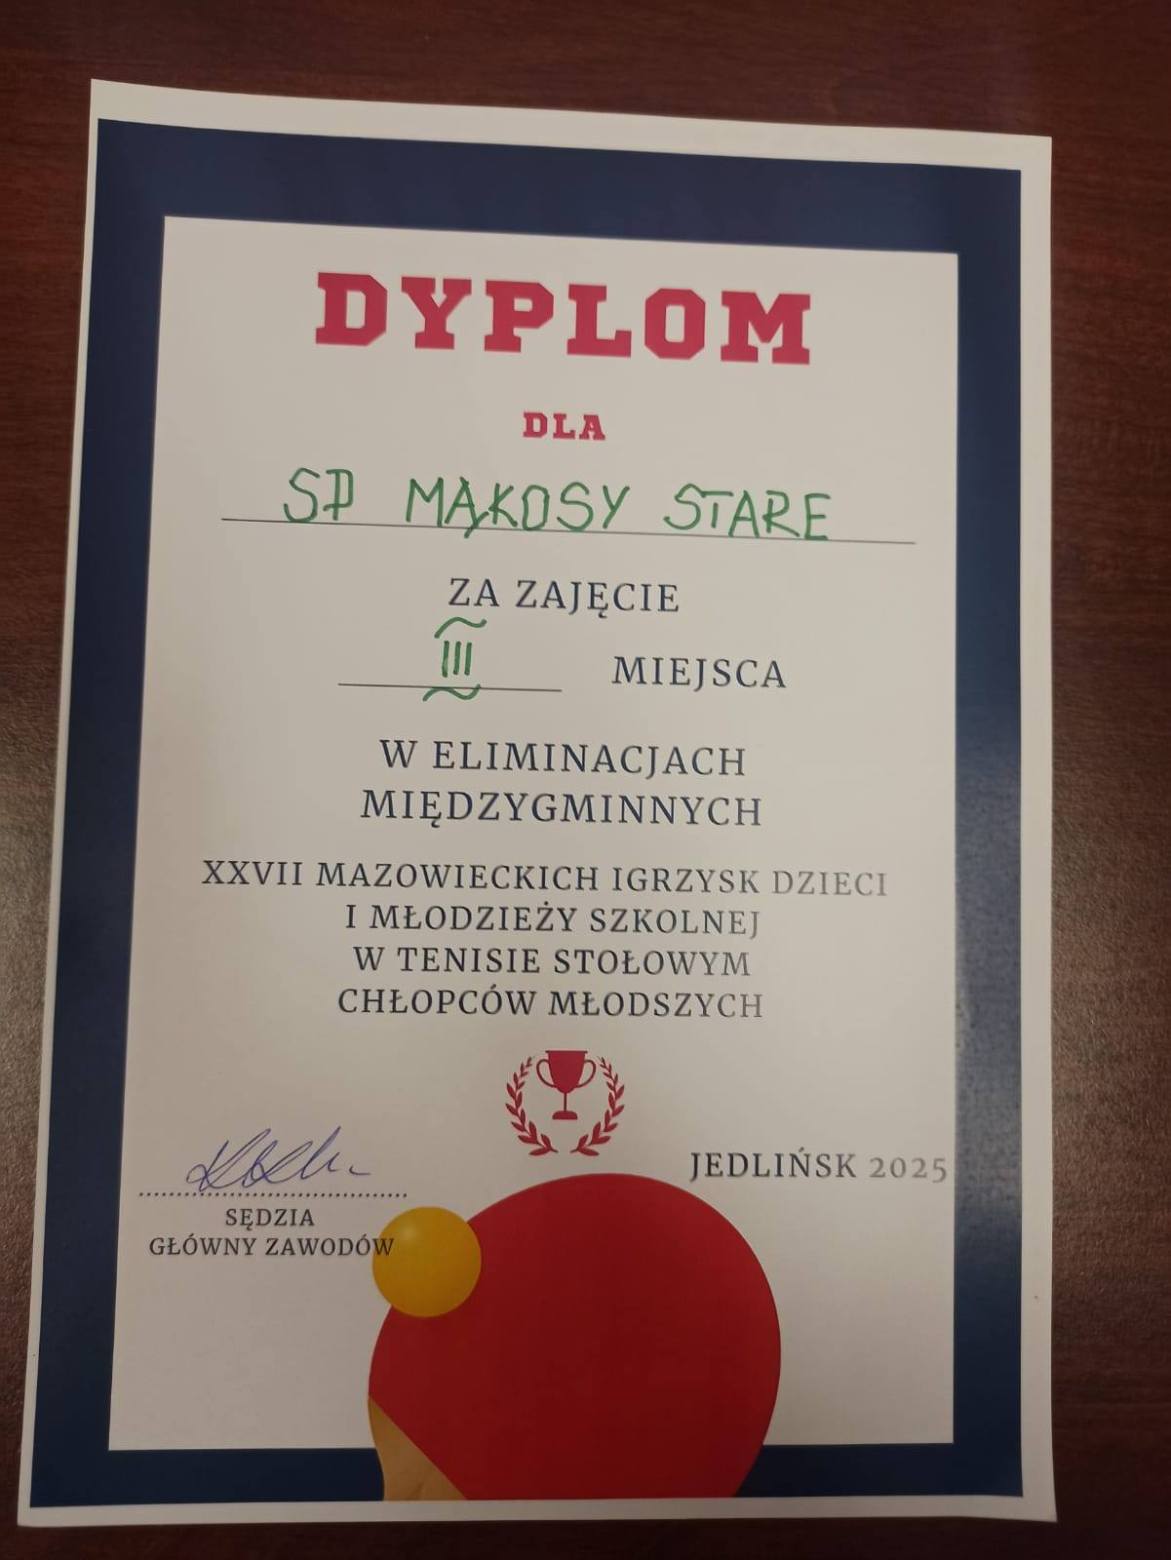 DYPLOM
DLA
SP MĄKOSY STARE
ZA ZAJĘCIE
III MIEJSCA
W ELIMINACJACH
MIĘDZYGMINNYCH
XXVII MAZOWIECKICH IGRZYSK DZIECI
I MŁODZIEŻY SZKOLNEJ
W TENISIE STOŁOWYM
CHŁOPCÓW MŁODSZYCH
JEDLIŃSK 2025
SĘDZIA
GŁÓWNY ZAWODÓW